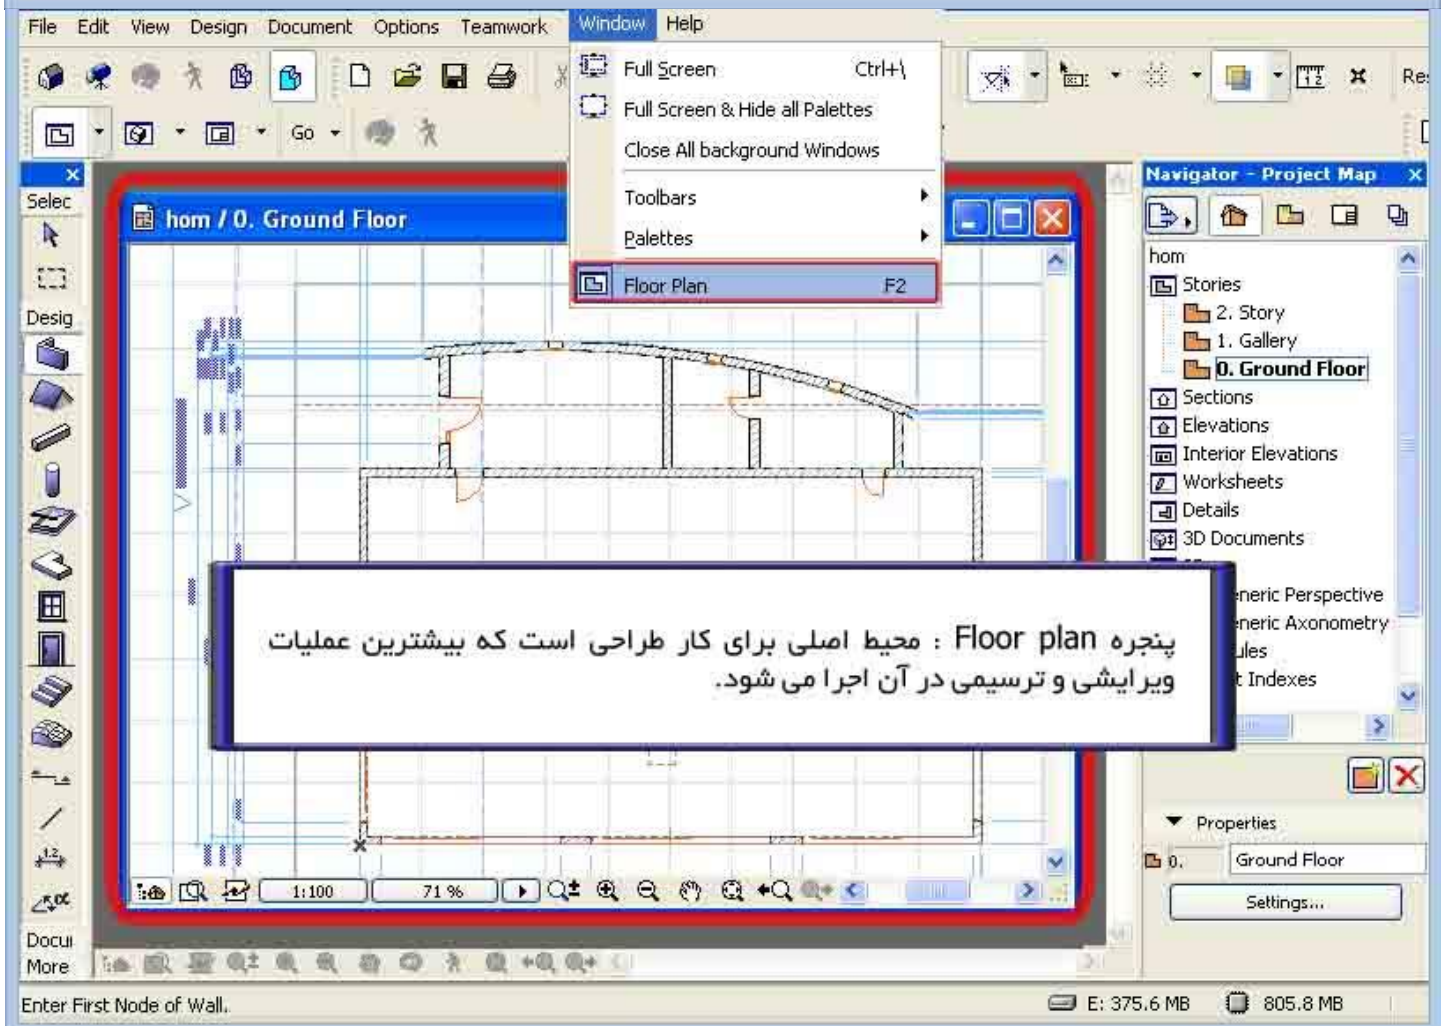 File Edit View Design Document Options Teamwork Window Help
Full Screen Ctrl+\
Full Screen & Hide all Palettes
Close All background Windows
Toolbars
Palettes
Floor Plan F2
Go
Selec
Desig
Docui
More
hom / 0. Ground Floor
Navigator - Project Map
hom
Stories
2. Story
1. Gallery
0. Ground Floor
Sections
Elevations
Interior Elevations
Worksheets
Details
3D Documents
neric Perspective
neric Axonometry
ules
t Indexes
پنجره Floor plan : محیط اصلی برای کار طراحی است که بیشترین عملیات
ویرایشی و ترسیمی در آن اجرا می شود.
1:100 71 %
Properties
0. Ground Floor
Settings...
Enter First Node of Wall. E: 375.6 MB 805.8 MB